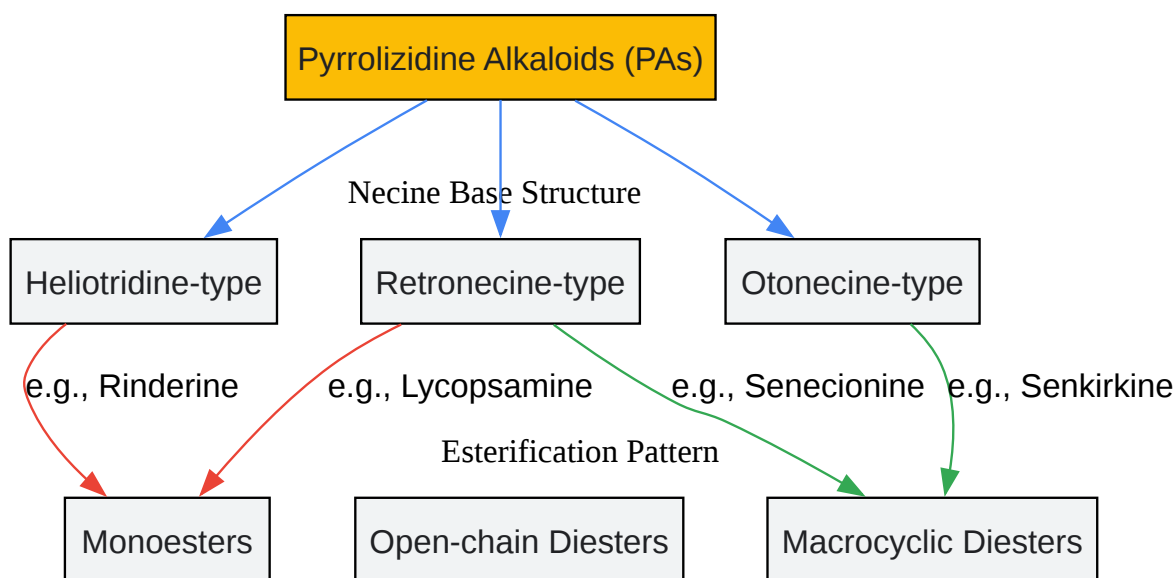 Pyrrolizidine Alkaloids (PAs)
Necine Base Structure
Heliotridine-type
Retronecine-type
Otonecine-type
e.g., Rinderine
e.g., Lycopsamine
e.g., Senecionine
e.g., Senkirkine
Esterification Pattern
Monoesters
Open-chain Diesters
Macrocyclic Diesters